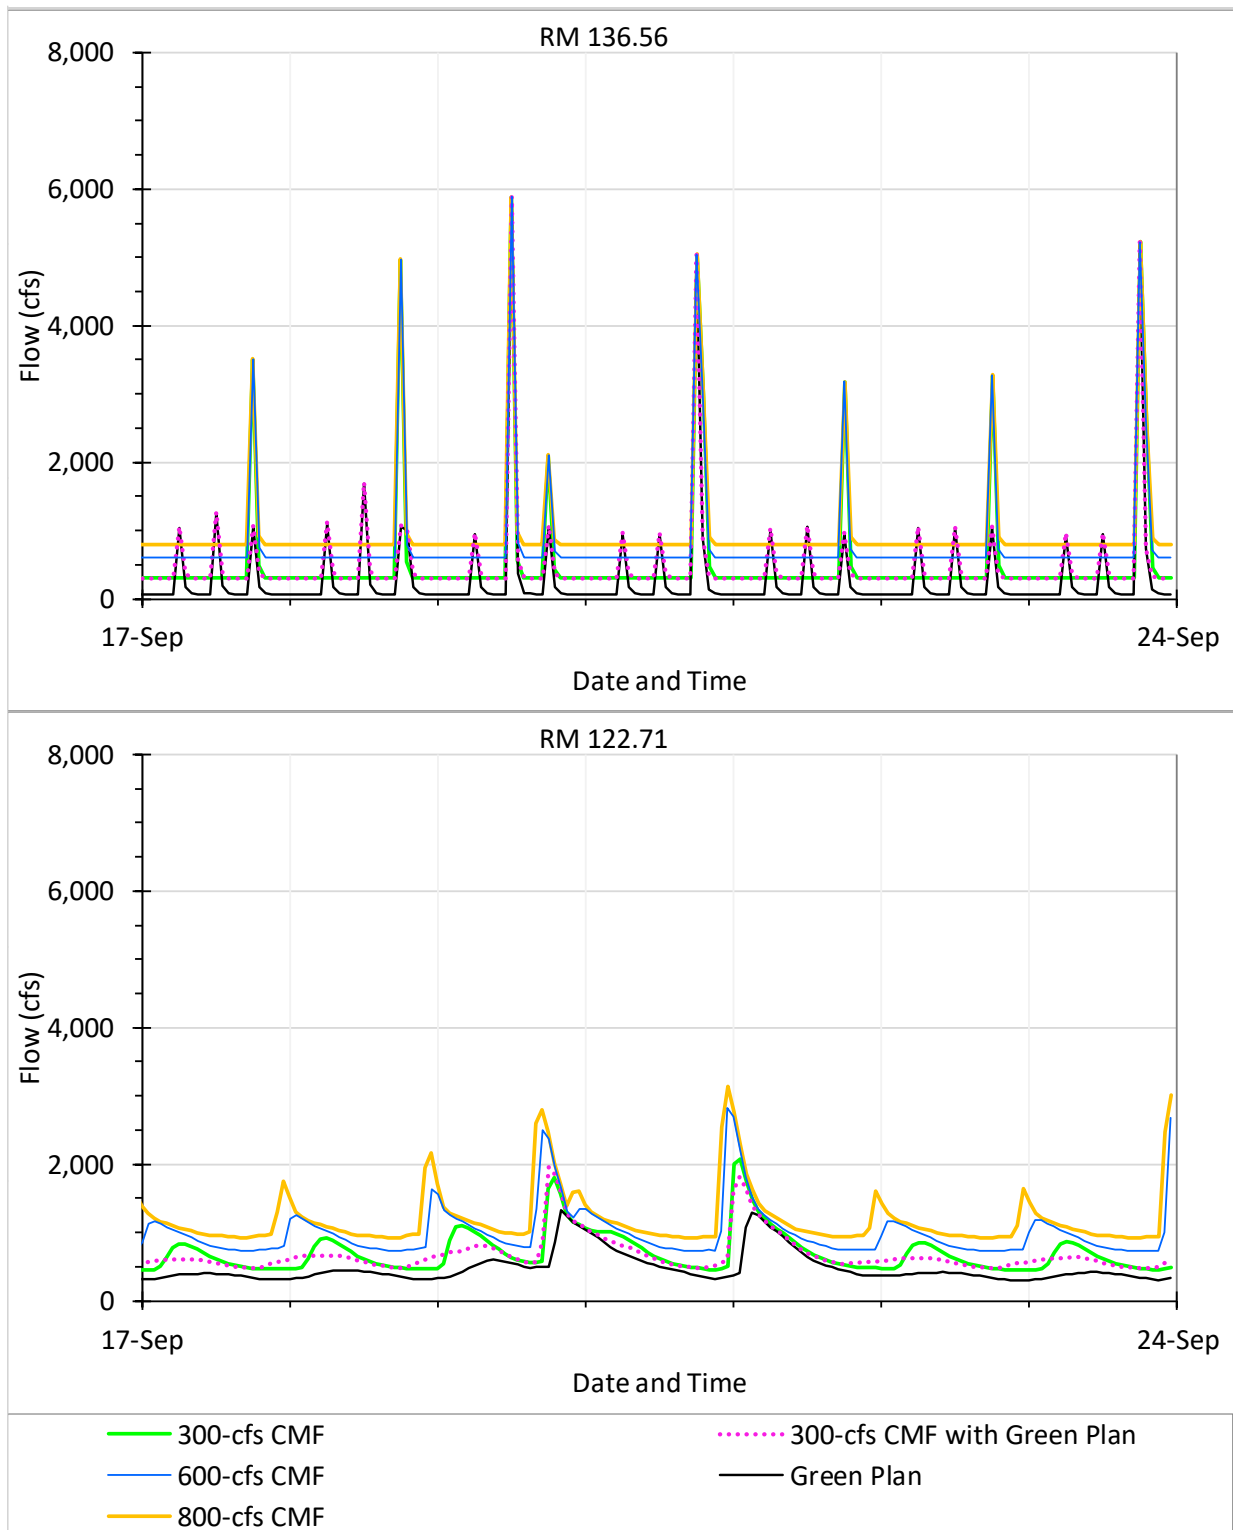 RM 136.56
8,000
6,000
4,000
2,000
0
Flow (cfs)
17-Sep 24-Sep
Date and Time
RM 122.71
8,000
6,000
4,000
2,000
0
Flow (cfs)
17-Sep 24-Sep
Date and Time
300-cfs CMF 300-cfs CMF with Green Plan
600-cfs CMF Green Plan
800-cfs CMF